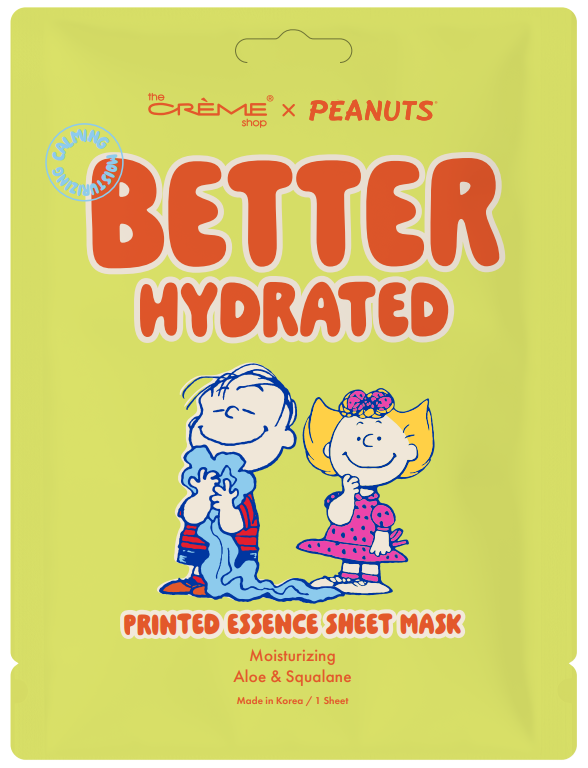 the CRÈME® shop x PEANUTS
CALMING MOISTURIZING
BETTER
HYDRATED
PRINTED ESSENCE SHEET MASK
Moisturizing
Aloe & Squalane
Made in Korea / 1 Sheet